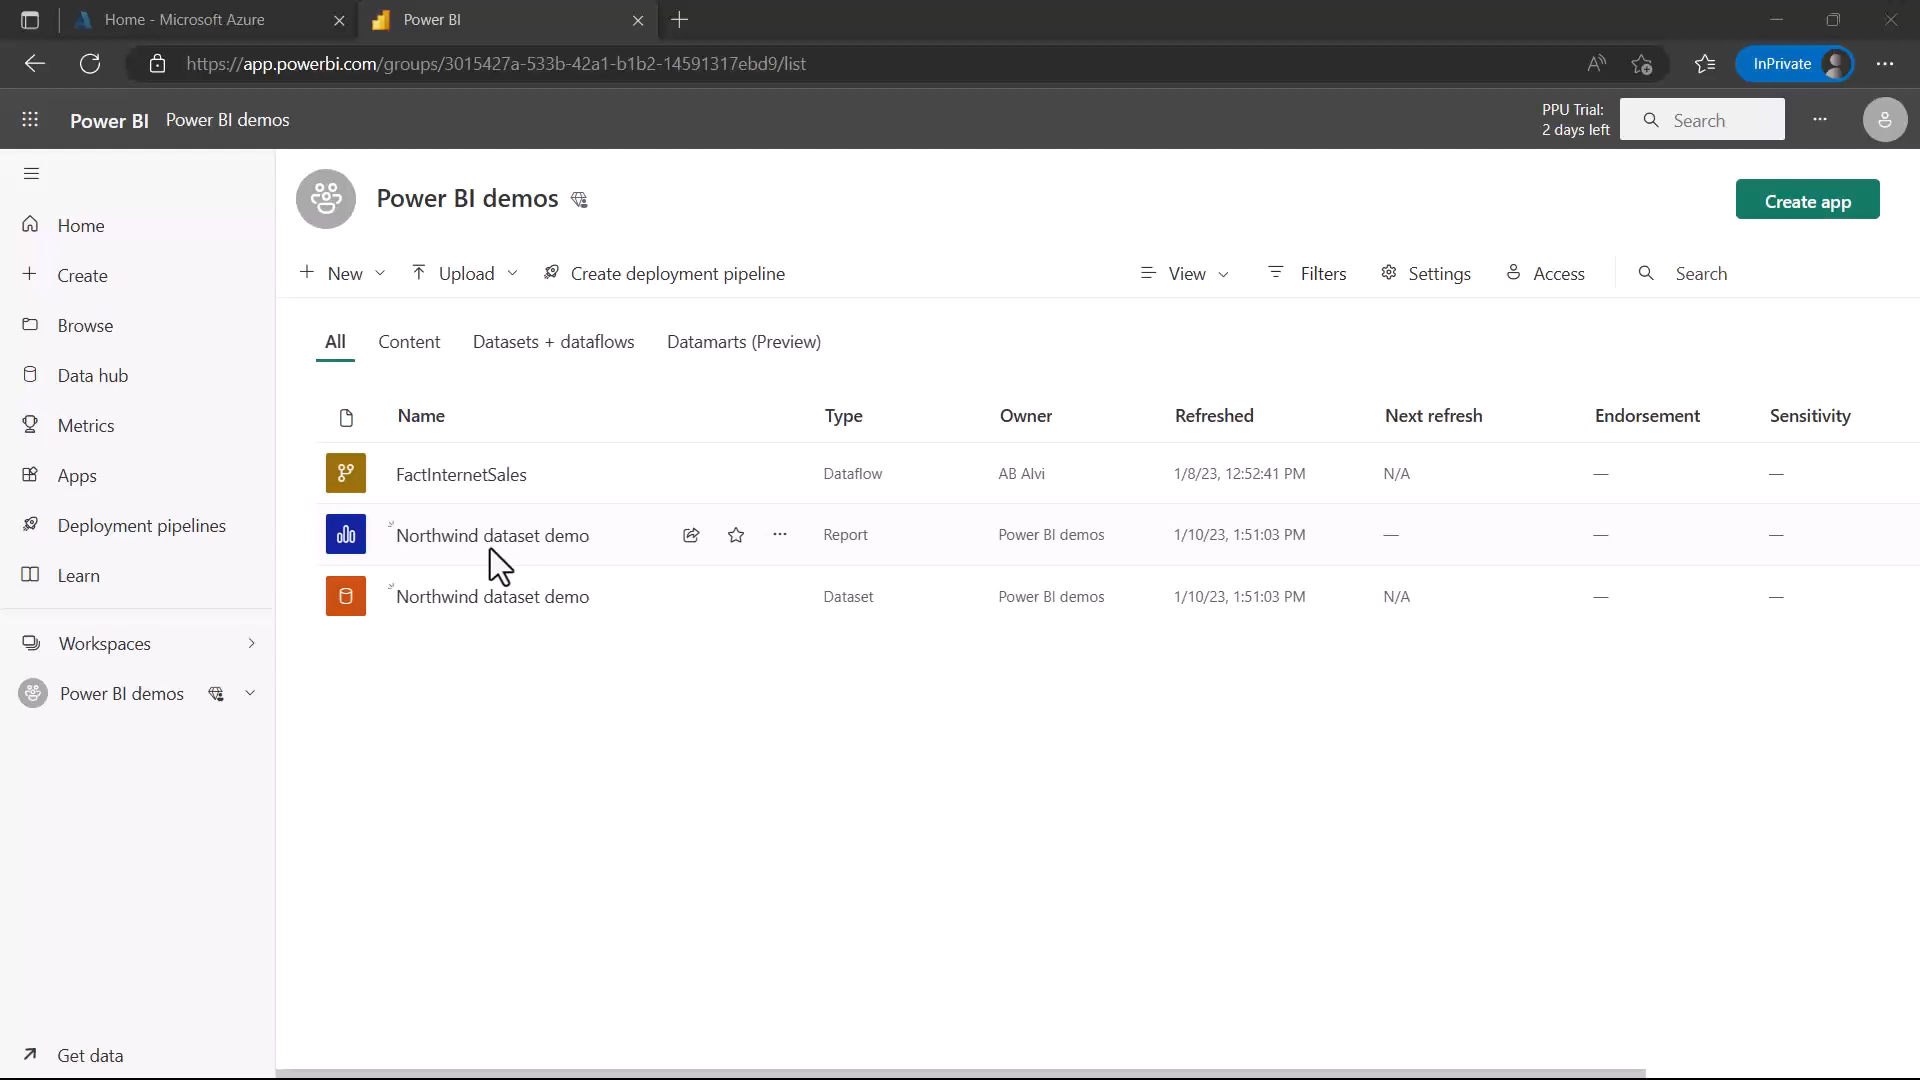 Home - Microsoft Azure
Power BI
https://app.powerbi.com/groups/3015427a-533b-42a1-b1b2-14591317ebd9/list
InPrivate
Power BI Power BI demos
PPU Trial:
2 days left
Search
Home
Create
Browse
Data hub
Metrics
Apps
Deployment pipelines
Learn
Workspaces
Power BI demos
Get data
Power BI demos
Create app
New Upload Create deployment pipeline View Filters Settings Access Search
All Content Datasets + dataflows Datamarts (Preview)
Name Type Owner Refreshed Next refresh Endorsement Sensitivity
FactInternetSales Dataflow AB Alvi 1/8/23, 12:52:41 PM N/A — —
Northwind dataset demo Report Power BI demos 1/10/23, 1:51:03 PM — — —
Northwind dataset demo Dataset Power BI demos 1/10/23, 1:51:03 PM N/A — —